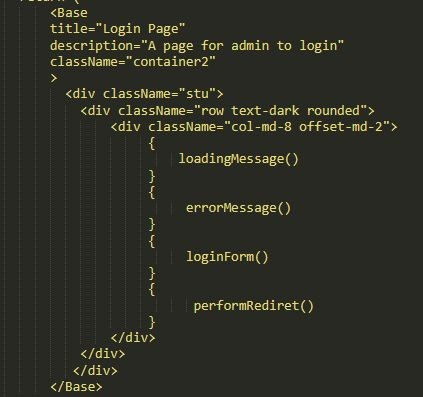 return (
<Base
title="Login Page"
description="A page for admin to login"
className="container2"
>
<div className="stu">
<div className="row text-dark rounded">
<div className="col-md-8 offset-md-2">
{
loadingMessage()
}
{
errorMessage()
}
{
loginForm()
}
{
performRediret()
}
</div>
</div>
</div>
</Base>